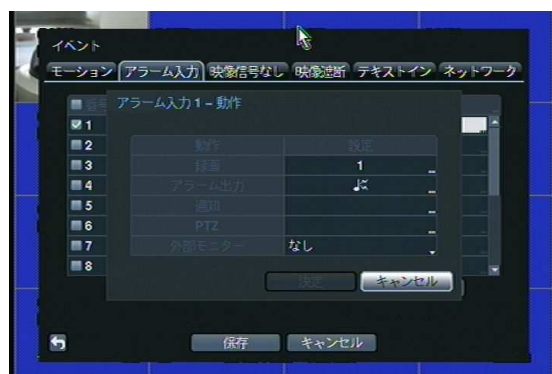 イベント
モーション アラーム入力 映像信号なし 映像遮断 テキストイン ネットワーク
番号
アラーム入力 1 – 動作
1
2
3
4
5
6
7
8
動作 設定
録画 1
アラーム出力
通知
PTZ
外部モニター なし
決定 キャンセル
保存 キャンセル